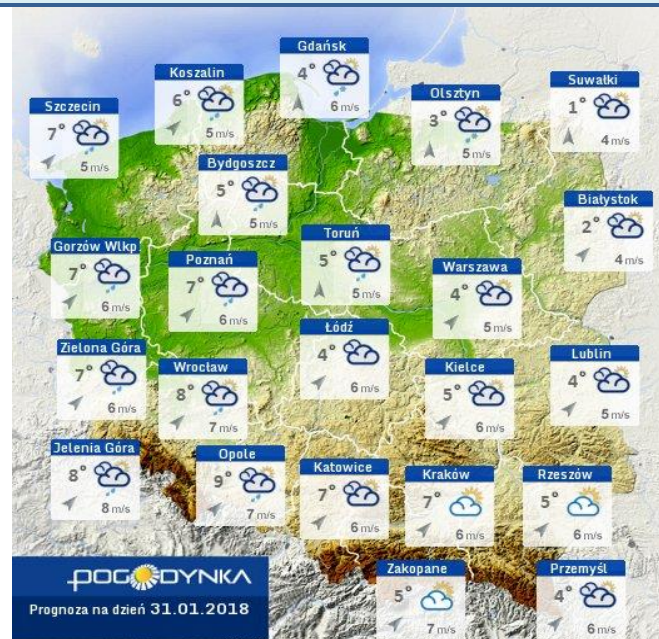 Gdańsk
4°
6 m/s
Koszalin
6°
5 m/s
Szczecin
7°
5 m/s
Olsztyn
3°
5 m/s
Suwałki
1°
4 m/s
Bydgoszcz
5°
5 m/s
Białystok
2°
4 m/s
Gorzów Wlkp
7°
6 m/s
Poznań
7°
6 m/s
Toruń
5°
5 m/s
Warszawa
4°
5 m/s
Łódź
4°
6 m/s
Zielona Góra
7°
6 m/s
Wrocław
8°
7 m/s
Kielce
5°
6 m/s
Lublin
4°
5 m/s
Jelenia Góra
8°
8 m/s
Opole
9°
7 m/s
Katowice
7°
6 m/s
Kraków
7°
6 m/s
Rzeszów
5°
6 m/s
Zakopane
5°
7 m/s
Przemyśl
4°
6 m/s
POGODYNKA
Prognoza na dzień 31.01.2018